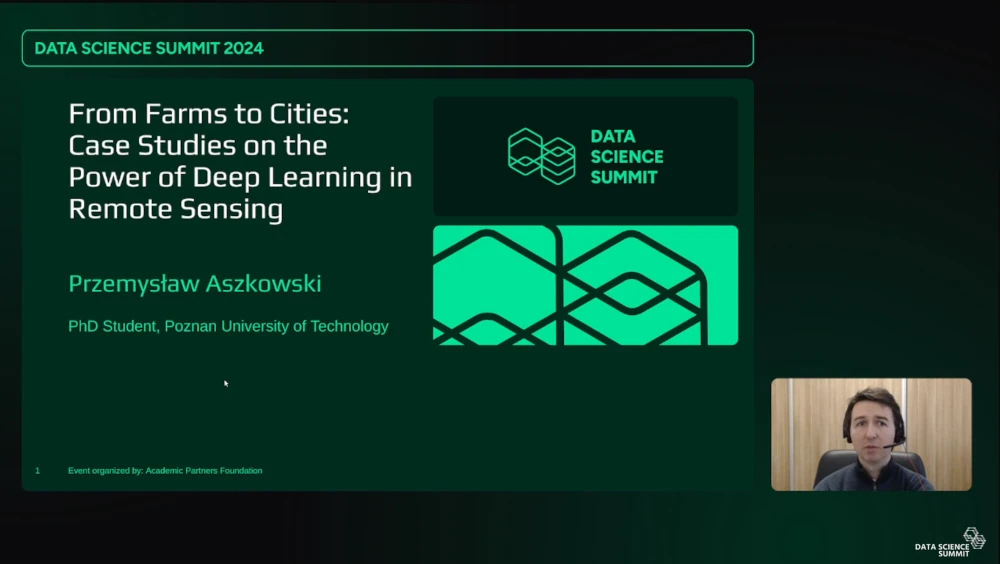 DATA SCIENCE SUMMIT 2024
From Farms to Cities:
Case Studies on the
Power of Deep Learning in
Remote Sensing
Przemysław Aszkowski
PhD Student, Poznan University of Technology
1 Event organized by: Academic Partners Foundation
DATA
SCIENCE
SUMMIT
DATA SCIENCE
SUMMIT